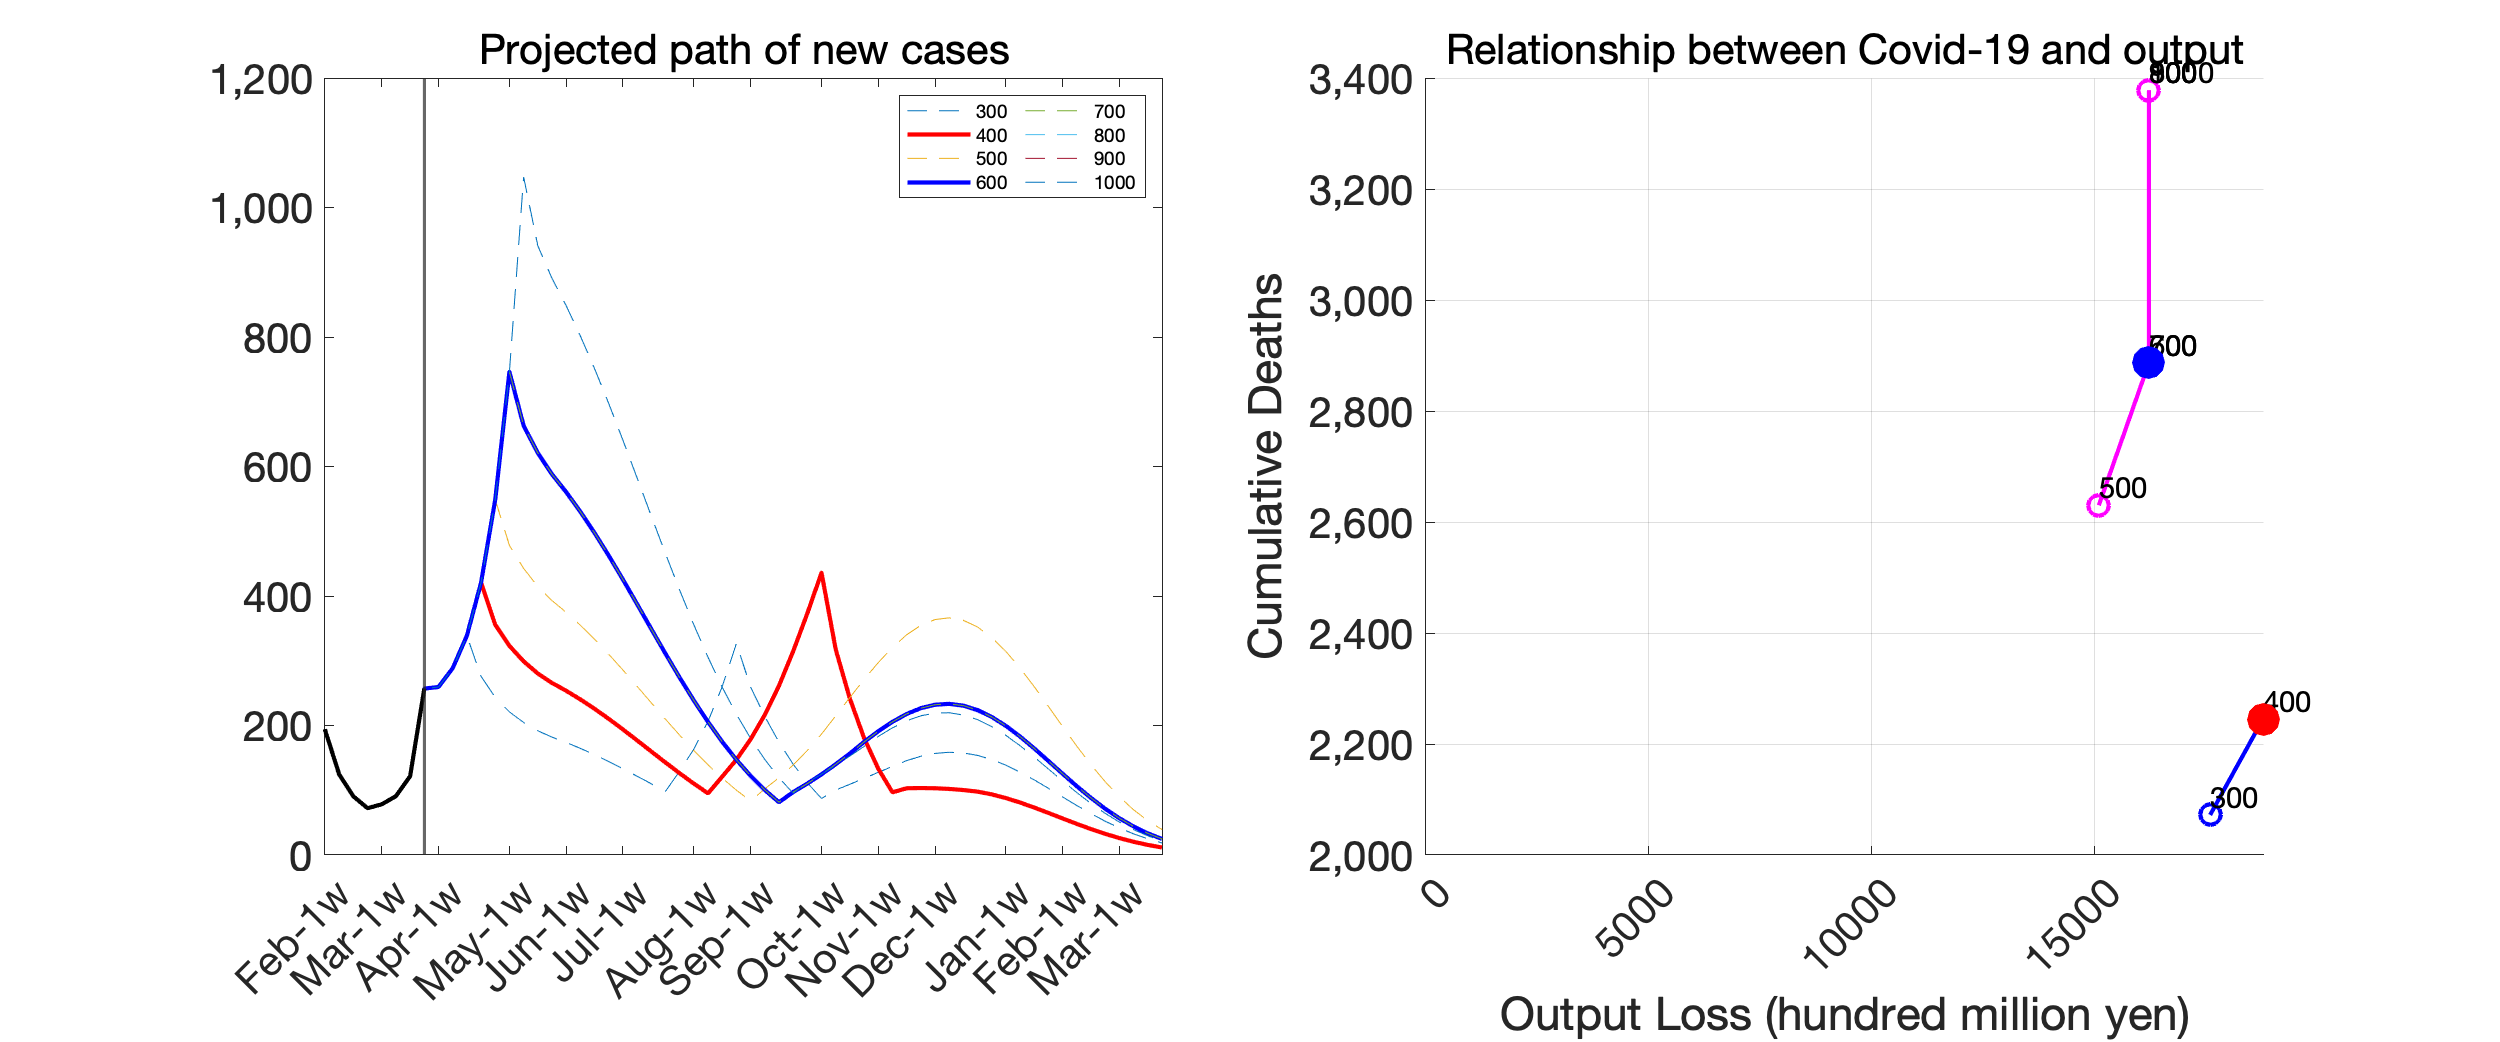 Projected path of new cases
1,200
1,000
800
600
400
200
0
300
400
500
600
700
800
900
1000
Feb-1w
Mar-1w
Apr-1w
May-1w
Jun-1w
Jul-1w
Aug-1w
Sep-1w
Oct-1w
Nov-1w
Dec-1w
Jan-1w
Feb-1w
Mar-1w
Relationship between Covid-19 and output
Cumulative Deaths
3,400
3,200
3,000
2,800
2,600
2,400
2,200
2,000
500
400
300
0
5000
10000
15000
Output Loss (hundred million yen)